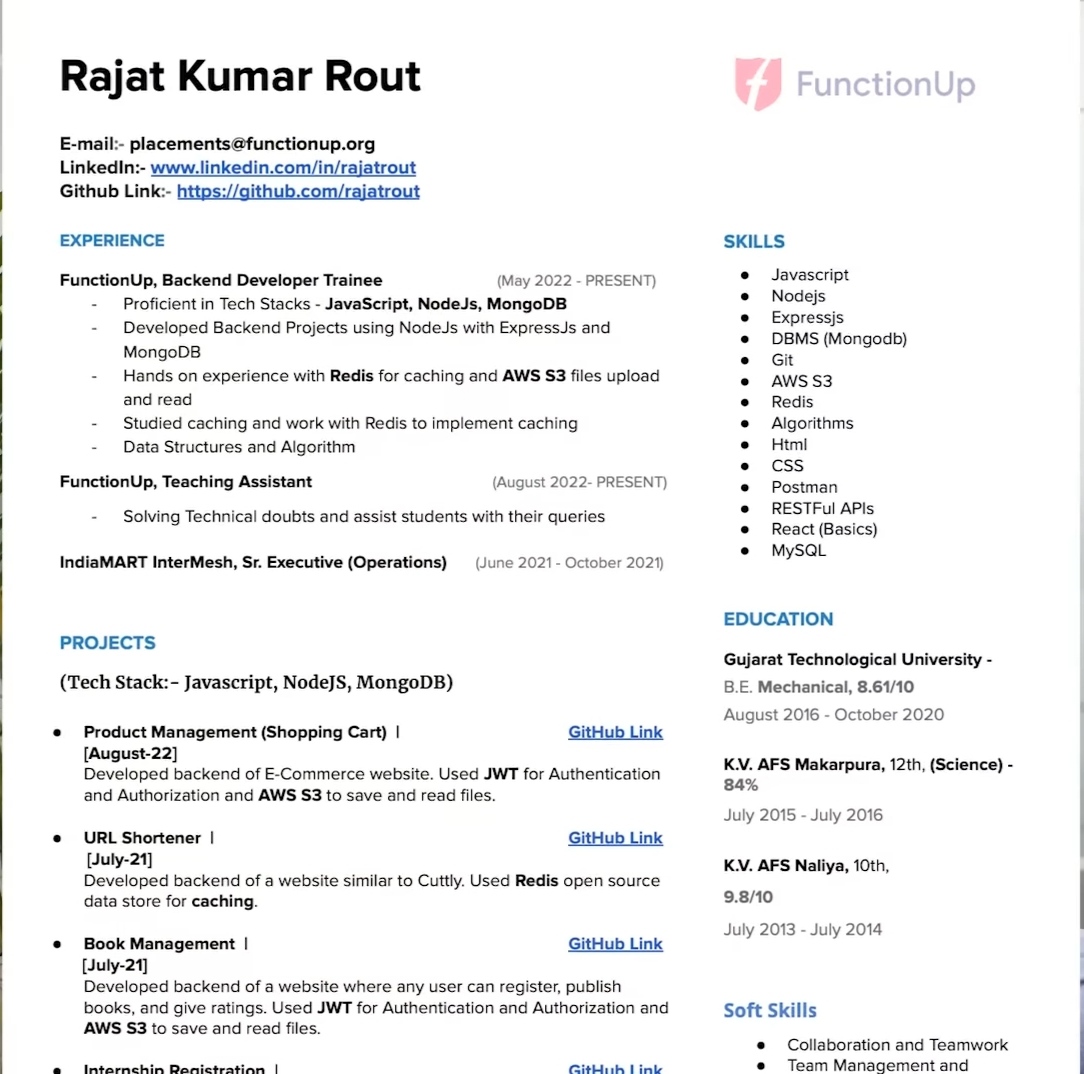 Rajat Kumar Rout
FunctionUp
E-mail:- placements@functionup.org
LinkedIn:- www.linkedin.com/in/rajatrout
Github Link:- https://github.com/rajatrout
EXPERIENCE
FunctionUp, Backend Developer Trainee (May 2022 - PRESENT)
- Proficient in Tech Stacks - JavaScript, NodeJs, MongoDB
- Developed Backend Projects using NodeJs with ExpressJs and
MongoDB
- Hands on experience with Redis for caching and AWS S3 files upload
and read
- Studied caching and work with Redis to implement caching
- Data Structures and Algorithm
FunctionUp, Teaching Assistant (August 2022- PRESENT)
- Solving Technical doubts and assist students with their queries
IndiaMART InterMesh, Sr. Executive (Operations) (June 2021 - October 2021)
PROJECTS
(Tech Stack:- Javascript, NodeJS, MongoDB)
● Product Management (Shopping Cart) | GitHub Link
[August-22]
Developed backend of E-Commerce website. Used JWT for Authentication
and Authorization and AWS S3 to save and read files.
● URL Shortener | GitHub Link
[July-21]
Developed backend of a website similar to Cuttly. Used Redis open source
data store for caching.
● Book Management | GitHub Link
[July-21]
Developed backend of a website where any user can register, publish
books, and give ratings. Used JWT for Authentication and Authorization and
AWS S3 to save and read files.
● Internship Registration | GitHub Link
SKILLS
● Javascript
● Nodejs
● Expressjs
● DBMS (Mongodb)
● Git
● AWS S3
● Redis
● Algorithms
● Html
● CSS
● Postman
● RESTFul APIs
● React (Basics)
● MySQL
EDUCATION
Gujarat Technological University -
B.E. Mechanical, 8.61/10
August 2016 - October 2020
K.V. AFS Makarpura, 12th, (Science) -
84%
July 2015 - July 2016
K.V. AFS Naliya, 10th,
9.8/10
July 2013 - July 2014
Soft Skills
● Collaboration and Teamwork
● Team Management and